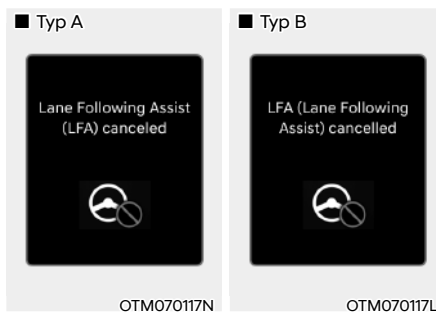 ■ Typ A
Lane Following Assist
(LFA) canceled
OTM070117N
■ Typ B
LFA (Lane Following
Assist) cancelled
OTM070117L